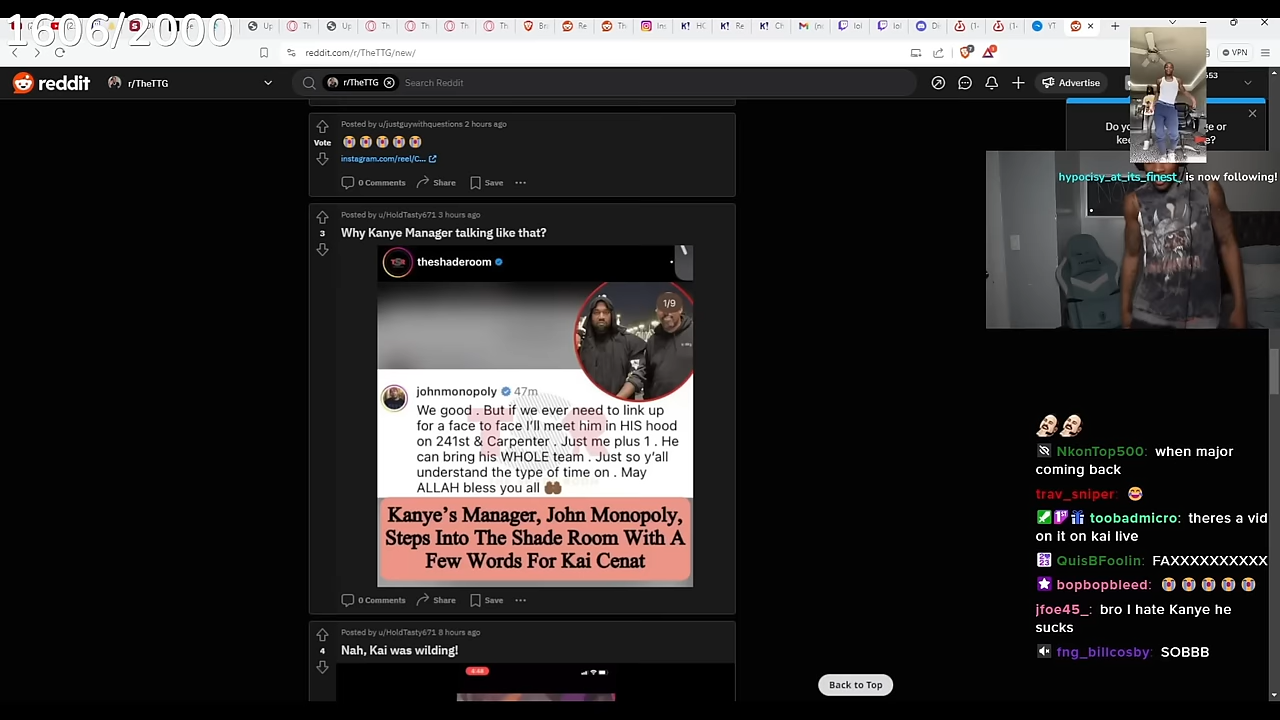 1606/2000
reddit.com/r/TheTTG/new/
VPN
reddit
r/TheTTG
r/TheTTG
Search Reddit
Advertise
Posted by u/justguywithquestions 2 hours ago
Vote
😭 😭 😭 😭 😭
instagram.com/reel/C...
0 Comments
Share
Save
hypocisy_at_its_finest_ is now following!
Posted by u/HoldTasty671 3 hours ago
3
Why Kanye Manager talking like that?
theshaderoom
1/9
johnmonopoly 47m
We good . But if we ever need to link up
for a face to face I'll meet him in HIS hood
on 241st & Carpenter . Just me plus 1 . He
can bring his WHOLE team . Just so y'all
understand the type of time on . May
ALLAH bless you all 🤲🏿
Kanye's Manager, John Monopoly,
Steps Into The Shade Room With A
Few Words For Kai Cenat
0 Comments
Share
Save
Posted by u/HoldTasty671 8 hours ago
4
Nah, Kai was wilding!
Back to Top
NkonTop500: when major
coming back
trav_sniper: 😂
toobadmicro: theres a vid
on it on kai live
QuisBFoolin: FAXXXXXXXXXX
bopbopbleed: 😭 😭 😭 😭 😭
jfoe45_: bro I hate Kanye he
sucks
fng_billcosby: SOBBB